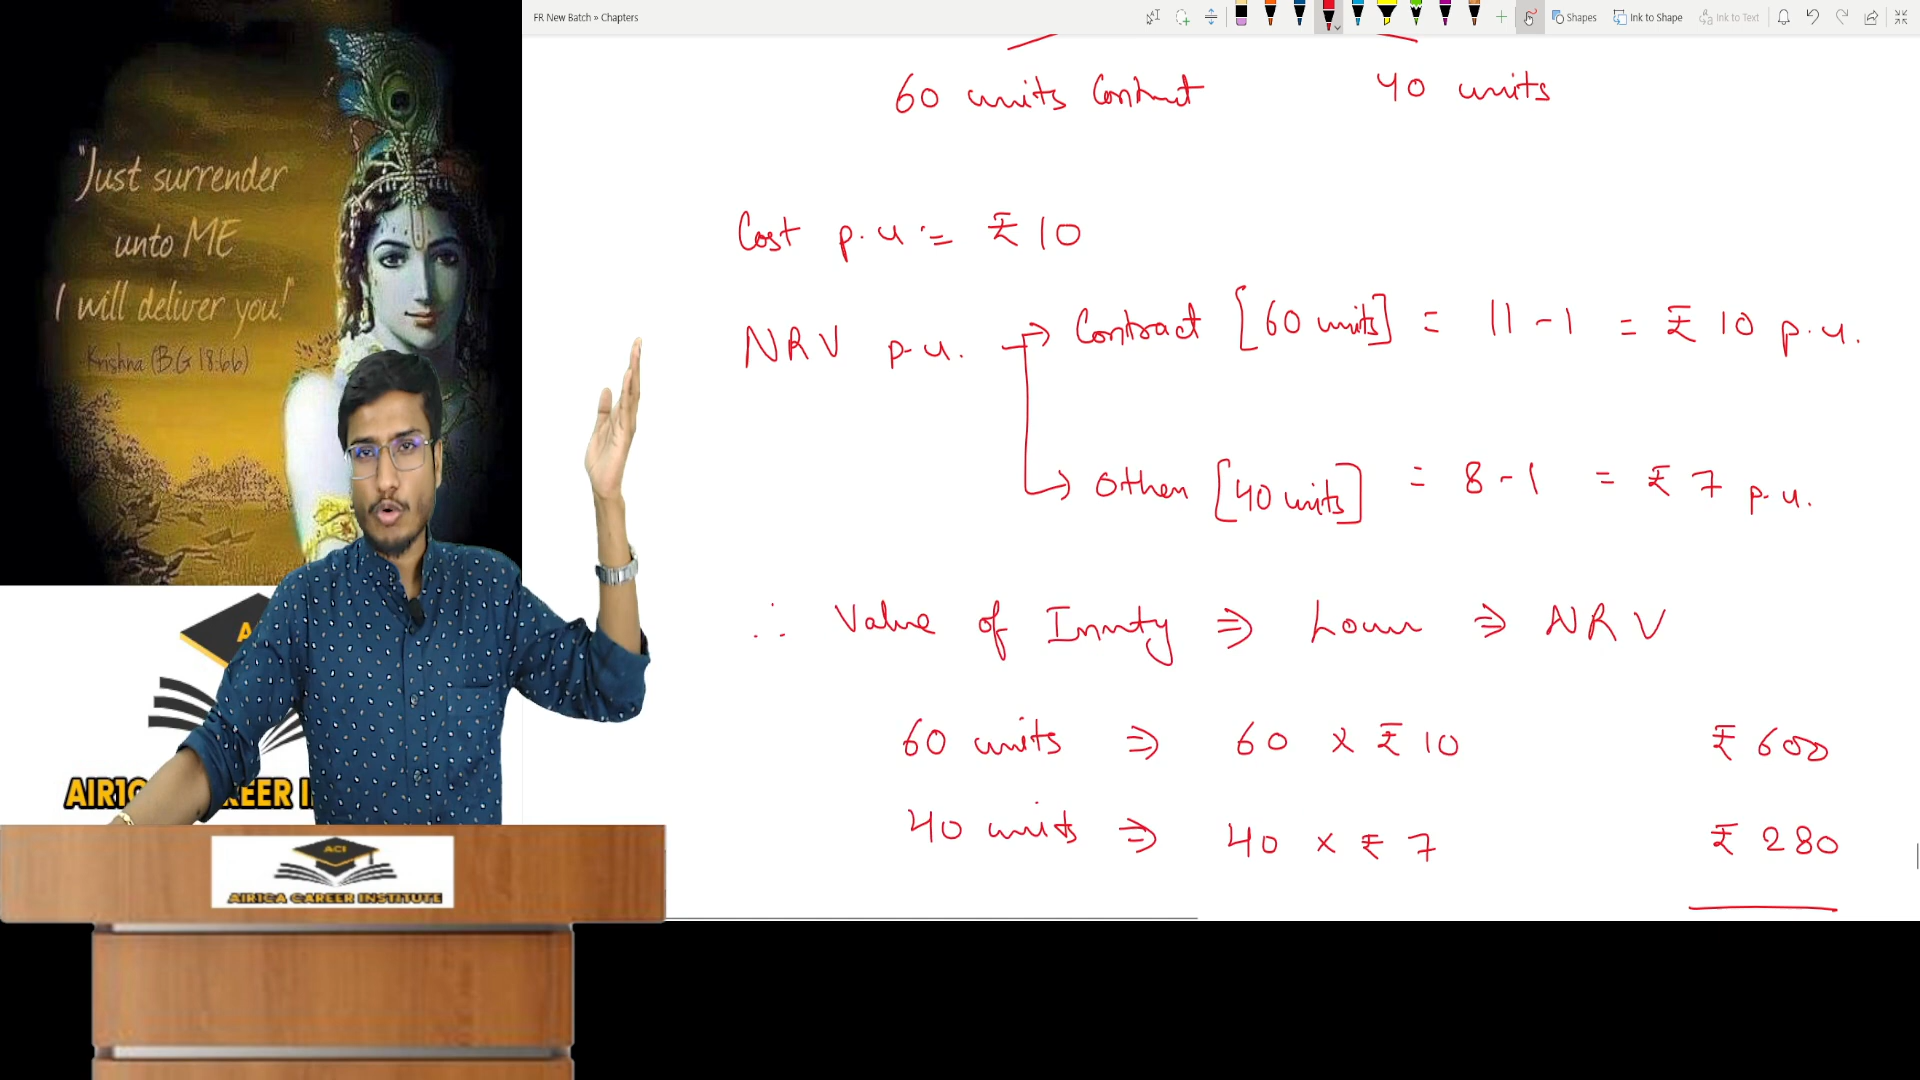 FR New Batch » Chapters
Shapes
Ink to Shape
Ink to Text
60 units Contract
40 units
Cost p.u = ₹ 10
NRV p.u. → Contract [60 units] = 11 - 1 = ₹ 10 p.u.
→ Other [40 units] = 8 - 1 = ₹ 7 p.u.
∴ Value of ⇒ Lower ⇒ NRV
60 units ⇒ 60 × ₹ 10 ₹ 600
40 units ⇒ 40 × ₹ 7 ₹ 280
"Just surrender
unto ME
I will deliver you!"
Krishna (B.G 18:66)
ACI
AIR1CA CAREER INSTITUTE